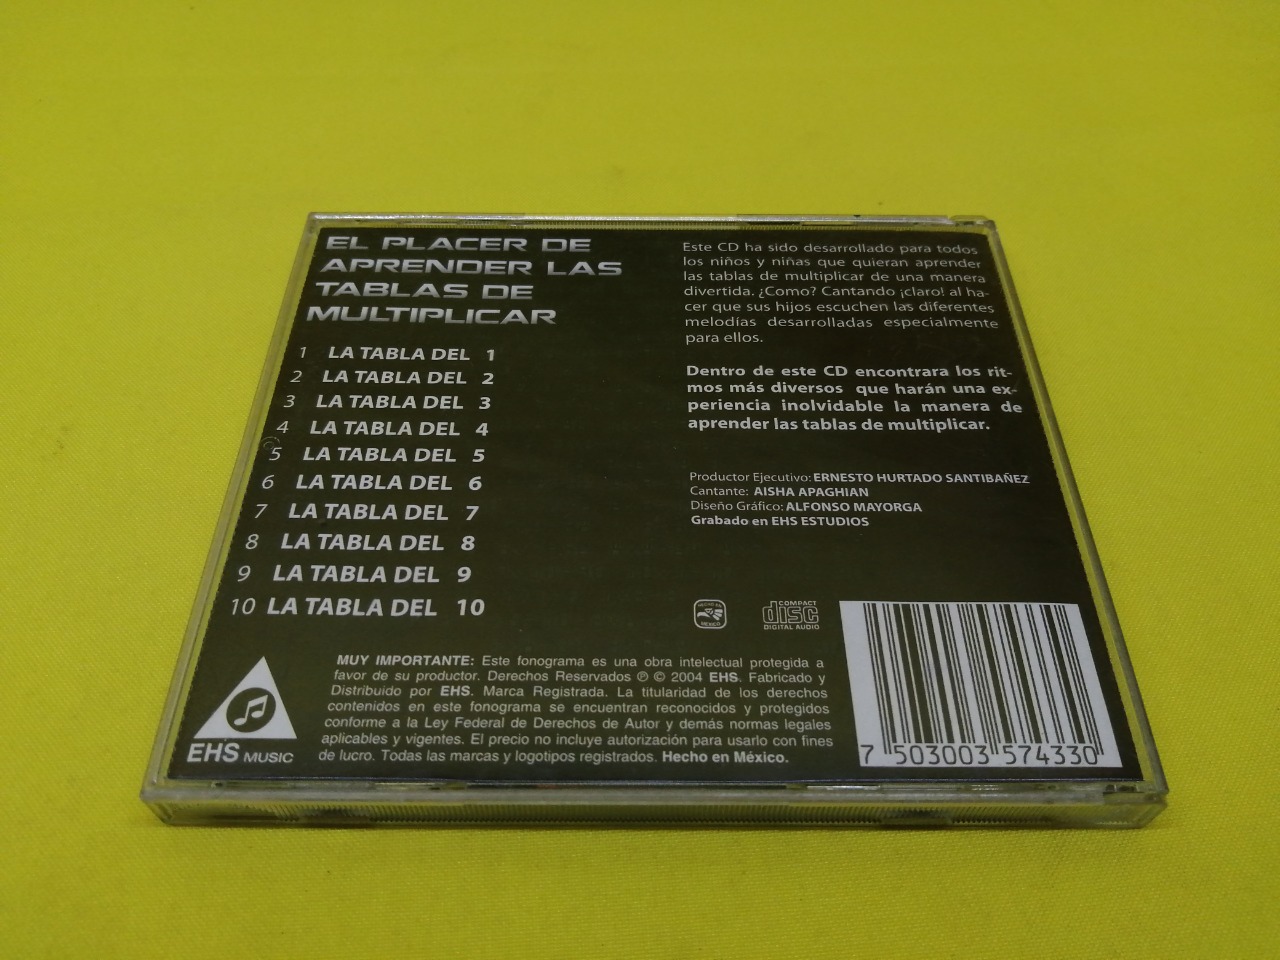 EL PLACER DE
APRENDER LAS
TABLAS DE
MULTIPLICAR
1 LA TABLA DEL 1
2 LA TABLA DEL 2
3 LA TABLA DEL 3
4 LA TABLA DEL 4
5 LA TABLA DEL 5
6 LA TABLA DEL 6
7 LA TABLA DEL 7
8 LA TABLA DEL 8
9 LA TABLA DEL 9
10 LA TABLA DEL 10
Este CD ha sido desarrollado para todos
los niños y niñas que quieran aprender
las tablas de multiplicar de una manera
divertida. ¿Como? Cantando ¡claro! al ha-
cer que sus hijos escuchen las diferentes
melodías desarrolladas especialmente
para ellos.
Dentro de este CD encontrara los rit-
mos más diversos que harán una ex-
periencia inolvidable la manera de
aprender las tablas de multiplicar.
Productor Ejecutivo: ERNESTO HURTADO SANTIBAÑEZ
Cantante: AISHA APAGHIAN
Diseño Gráfico: ALFONSO MAYORGA
Grabado en EHS ESTUDIOS
HECHO EN
MEXICO
COMPACT
disc
DIGITAL AUDIO
MUY IMPORTANTE: Este fonograma es una obra intelectual protegida a
favor de su productor. Derechos Reservados ℗ © 2004 EHS. Fabricado y
Distribuido por EHS. Marca Registrada. La titularidad de los derechos
contenidos en este fonograma se encuentran reconocidos y protegidos
conforme a la Ley Federal de Derechos de Autor y demás normas legales
aplicables y vigentes. El precio no incluye autorización para usarlo con fines
de lucro. Todas las marcas y logotipos registrados. Hecho en México.
EHS MUSIC
7 503003 574330